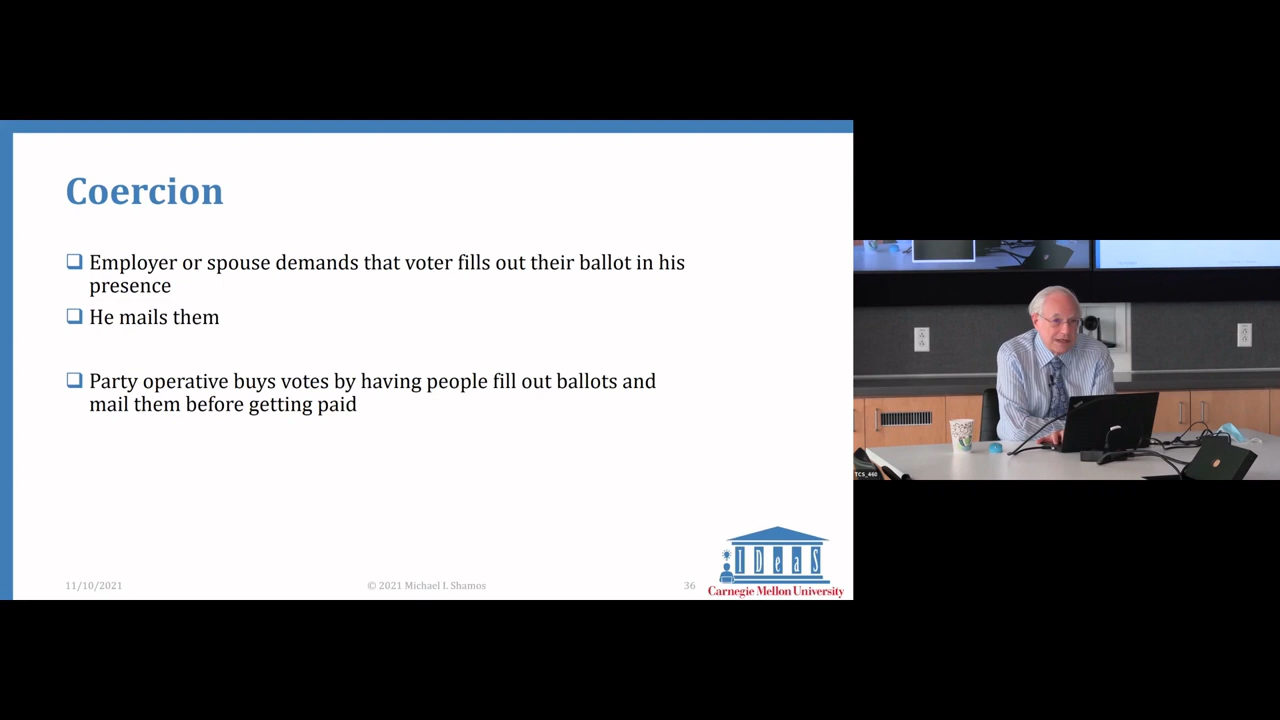 Coercion
❑ Employer or spouse demands that voter fills out their ballot in his
presence
❑ He mails them
❑ Party operative buys votes by having people fill out ballots and
mail them before getting paid
11/10/2021
© 2021 Michael I. Shamos
36
IDeaS
Carnegie Mellon University
TCS_460